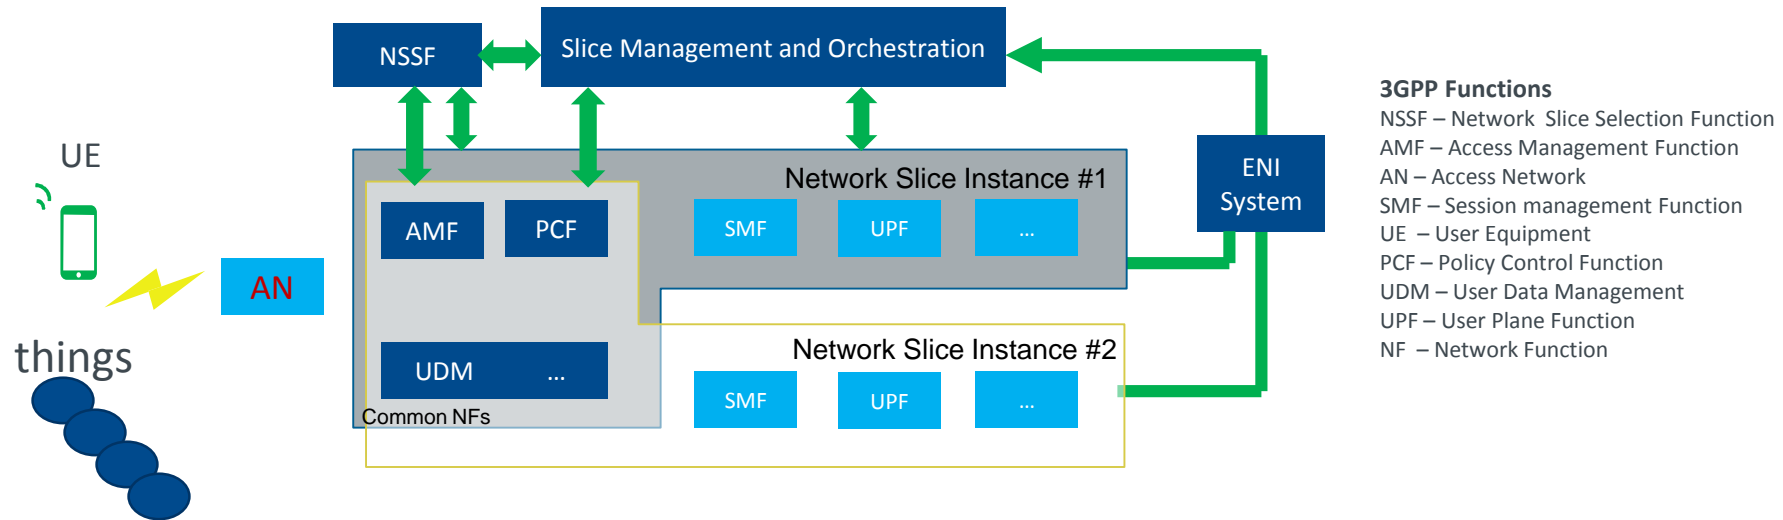 NSSF
Slice Management and Orchestration
UE
things
AN
Network Slice Instance #1
AMF
PCF
SMF
UPF
...
UDM
...
Common NFs
Network Slice Instance #2
SMF
UPF
...
ENI
System
3GPP Functions
NSSF – Network Slice Selection Function
AMF – Access Management Function
AN – Access Network
SMF – Session management Function
UE – User Equipment
PCF – Policy Control Function
UDM – User Data Management
UPF – User Plane Function
NF – Network Function